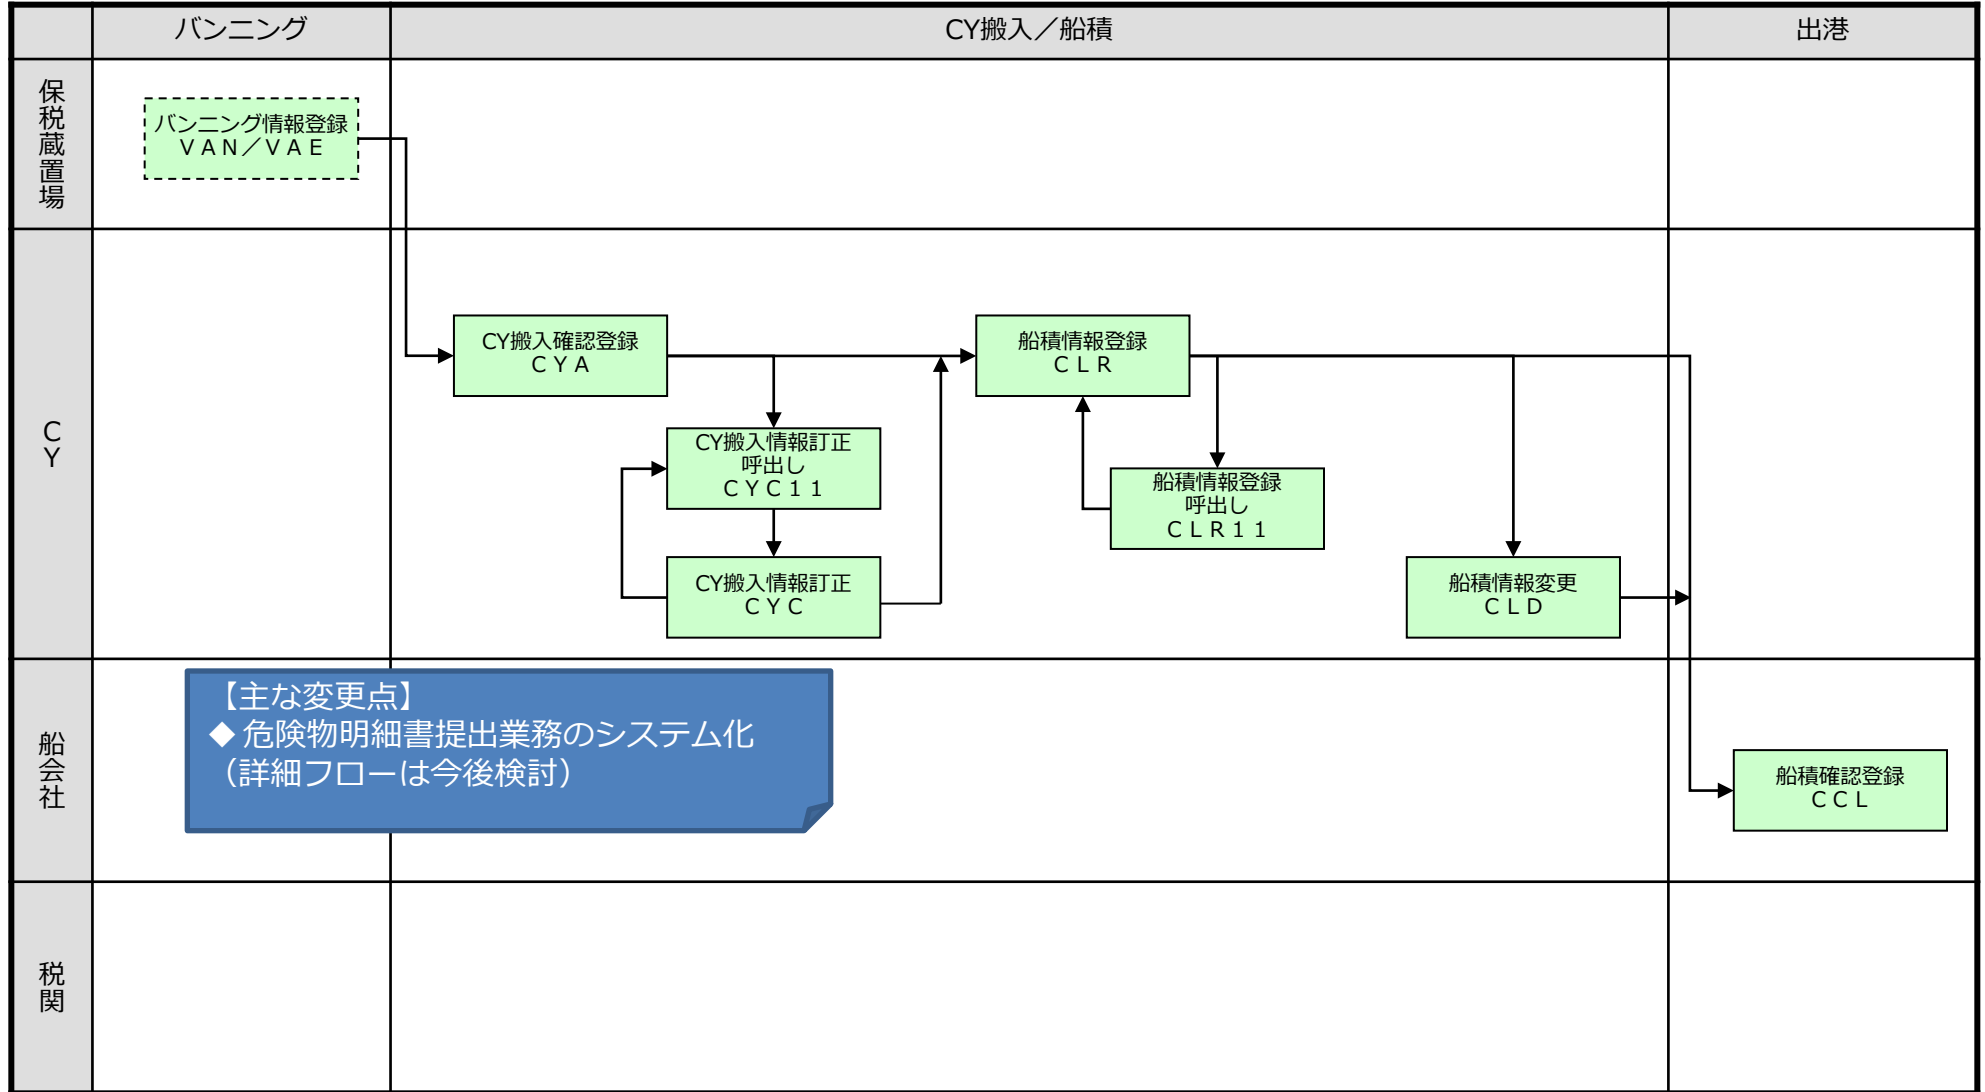 バンニング
CY搬入／船積
出港
保税蔵置場
バンニング情報登録
ＶＡＮ／ＶＡＥ
ＣＹ
CY搬入確認登録
ＣＹＡ
船積情報登録
ＣＬＲ
CY搬入情報訂正
呼出し
ＣＹＣ１１
船積情報登録
呼出し
ＣＬＲ１１
CY搬入情報訂正
ＣＹＣ
船積情報変更
ＣＬＤ
船会社
【主な変更点】
◆ 危険物明細書提出業務のシステム化
（詳細フローは今後検討）
船積確認登録
ＣＣＬ
税関